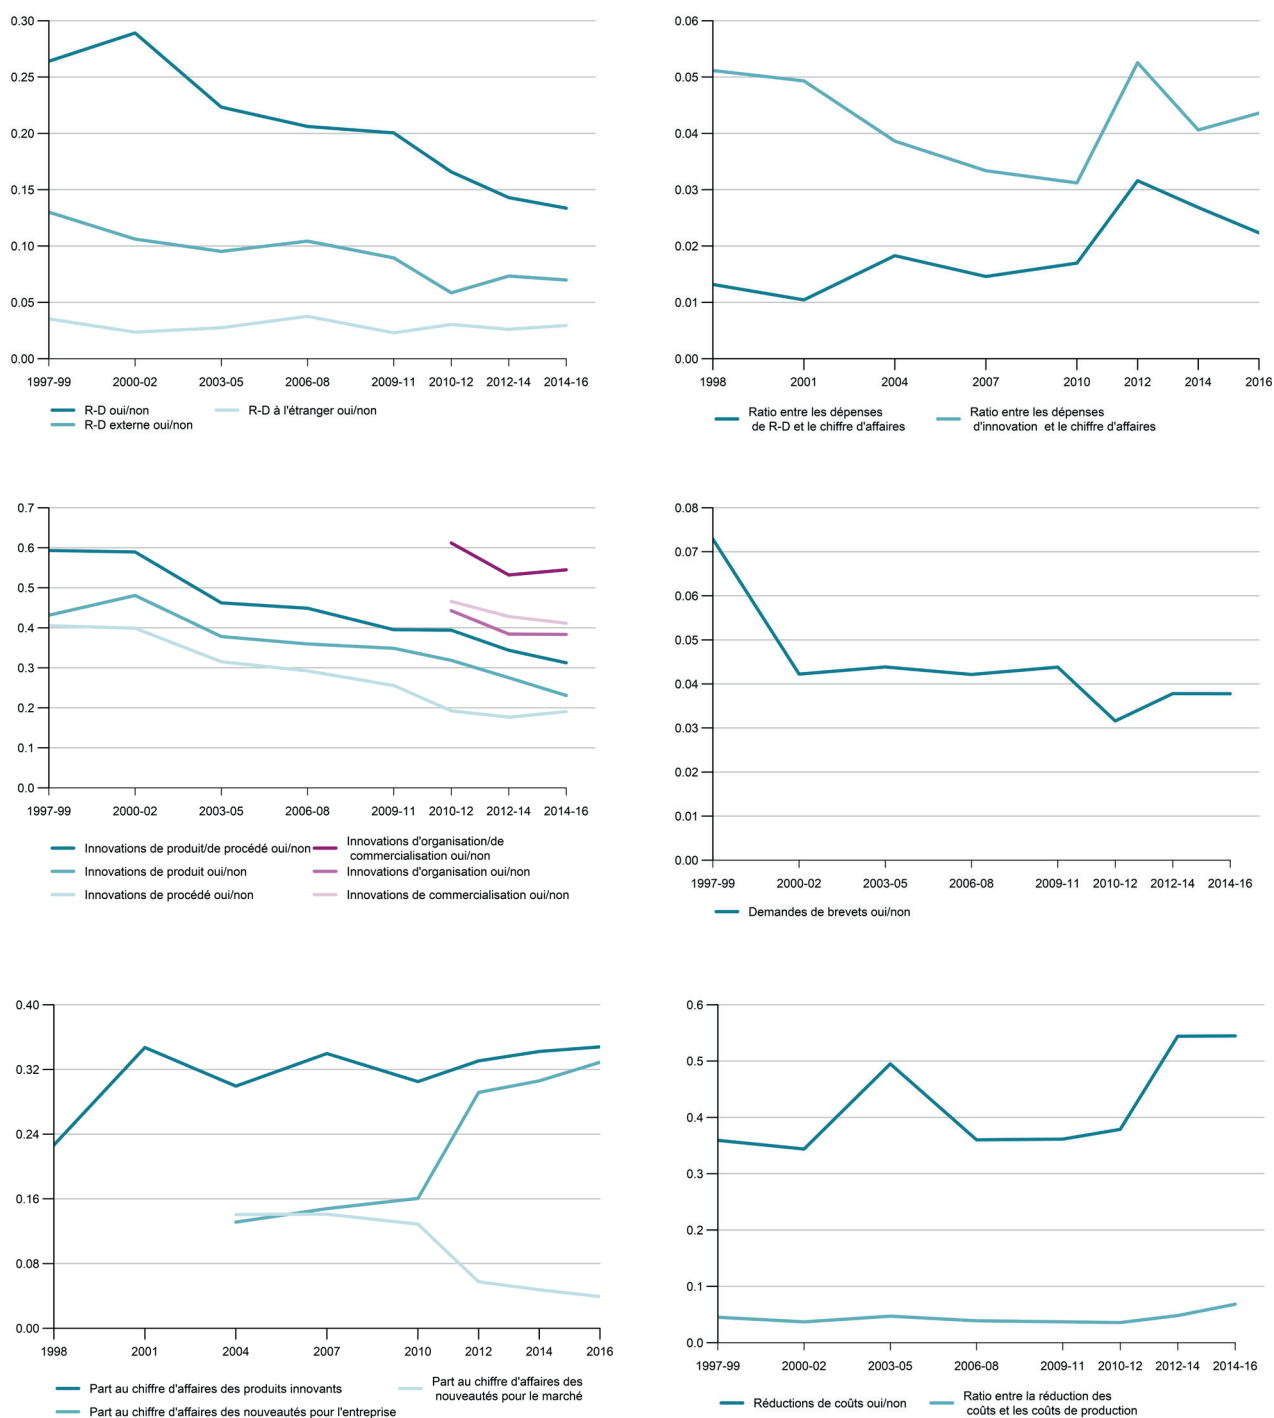 0.30
0.25
0.20
0.15
0.10
0.05
0.00
1997-99 2000-02 2003-05 2006-08 2009-11 2010-12 2012-14 2014-16
R-D oui/non
R-D à l'étranger oui/non
R-D externe oui/non
0.06
0.05
0.04
0.03
0.02
0.01
0.00
1998 2001 2004 2007 2010 2012 2014 2016
Ratio entre les dépenses
de R-D et le chiffre d'affaires
Ratio entre les dépenses
d'innovation et le chiffre d'affaires
0.7
0.6
0.5
0.4
0.3
0.2
0.1
0.0
1997-99 2000-02 2003-05 2006-08 2009-11 2010-12 2012-14 2014-16
Innovations de produit/de procédé oui/non
Innovations de produit oui/non
Innovations de procédé oui/non
Innovations d'organisation/de
commercialisation oui/non
Innovations d'organisation oui/non
Innovations de commercialisation oui/non
0.08
0.07
0.06
0.05
0.04
0.03
0.02
0.01
0.00
1997-99 2000-02 2003-05 2006-08 2009-11 2010-12 2012-14 2014-16
Demandes de brevets oui/non
0.40
0.32
0.24
0.16
0.08
0.00
1998 2001 2004 2007 2010 2012 2014 2016
Part au chiffre d'affaires des produits innovants
Part au chiffre d'affaires des nouveautés pour l'entreprise
Part au chiffre d'affaires des
nouveautés pour le marché
0.6
0.5
0.4
0.3
0.2
0.1
0.0
1997-99 2000-02 2003-05 2006-08 2009-11 2010-12 2012-14 2014-16
Réductions de coûts oui/non
Ratio entre la réduction des
coûts et les coûts de production